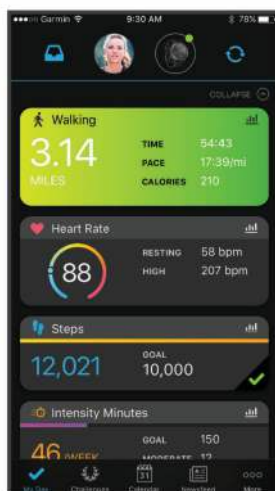 Garmin 9:30 AM 78%
COLLAPSE
Walking
3.14
MILES
TIME 54:43
PACE 17:39/mi
CALORIES 210
Heart Rate
88
RESTING 58 bpm
HIGH 207 bpm
Steps
12,021
GOAL
10,000
Intensity Minutes
46 /WEEK
GOAL 150
MODERATE 12
My Day Challenges Calendar Newsfeed More
31